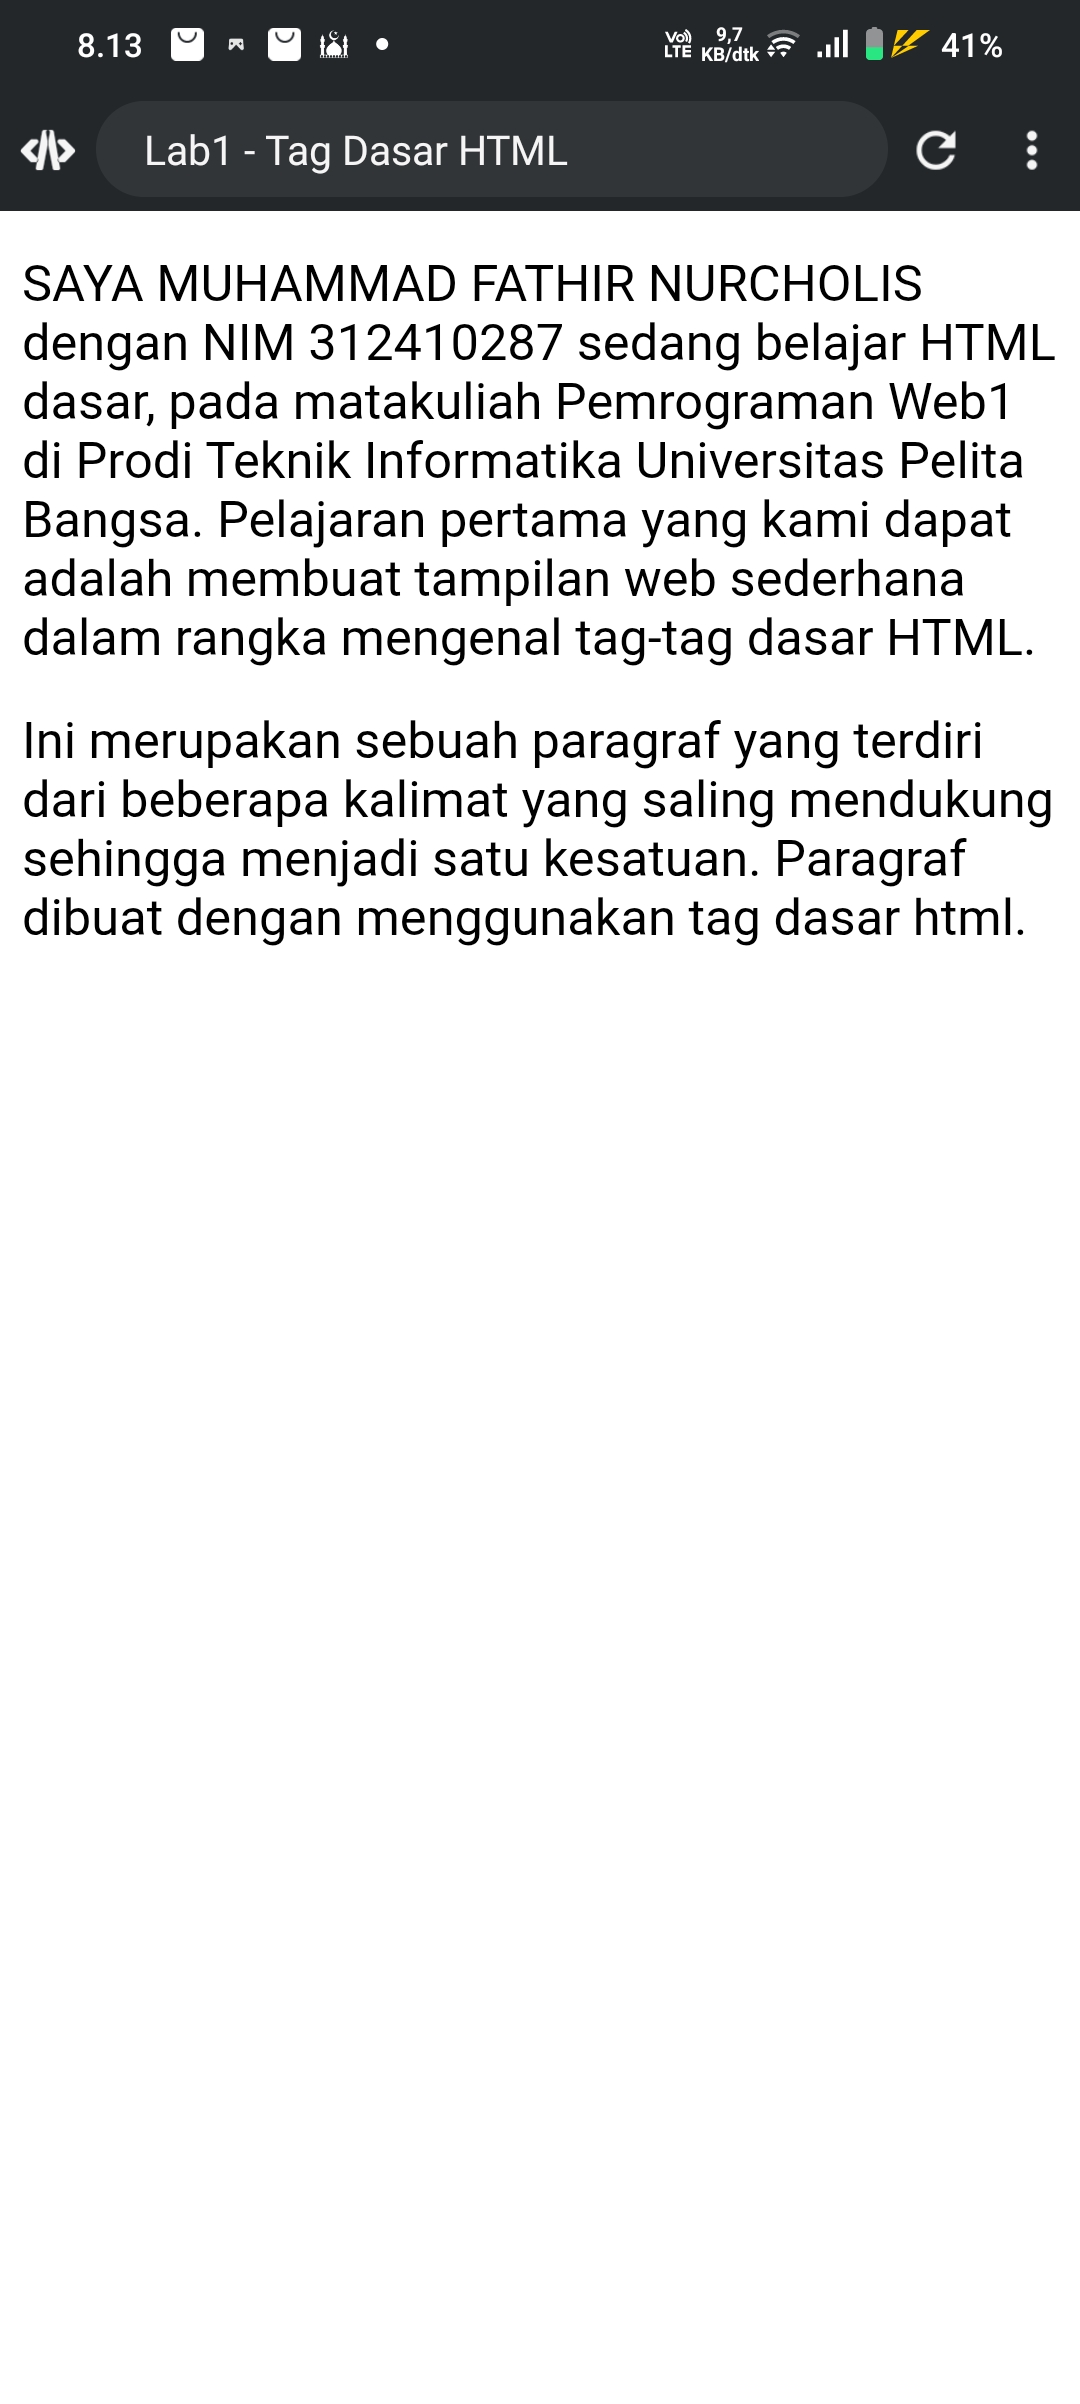 8.13
Vo) LTE
9,7 KB/dtk
41%
Lab1 - Tag Dasar HTML
SAYA MUHAMMAD FATHIR NURCHOLIS
dengan NIM 312410287 sedang belajar HTML
dasar, pada matakuliah Pemrograman Web1
di Prodi Teknik Informatika Universitas Pelita
Bangsa. Pelajaran pertama yang kami dapat
adalah membuat tampilan web sederhana
dalam rangka mengenal tag-tag dasar HTML.
Ini merupakan sebuah paragraf yang terdiri
dari beberapa kalimat yang saling mendukung
sehingga menjadi satu kesatuan. Paragraf
dibuat dengan menggunakan tag dasar html.